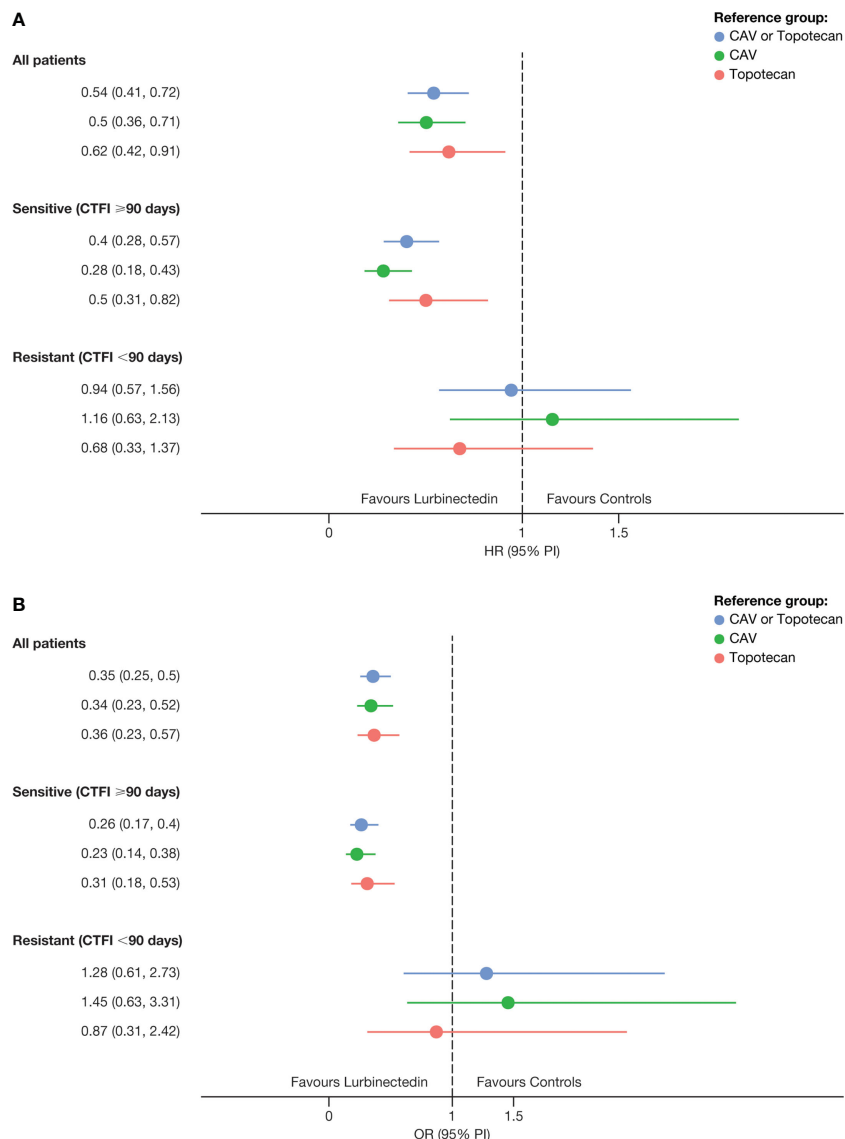 A
Reference group:
CAV or Topotecan
CAV
Topotecan
All patients
0.54 (0.41, 0.72)
0.5 (0.36, 0.71)
0.62 (0.42, 0.91)
Sensitive (CTFI ⩾90 days)
0.4 (0.28, 0.57)
0.28 (0.18, 0.43)
0.5 (0.31, 0.82)
Resistant (CTFI <90 days)
0.94 (0.57, 1.56)
1.16 (0.63, 2.13)
0.68 (0.33, 1.37)
Favours Lurbinectedin Favours Controls
0 1 1.5
HR (95% PI)
B
Reference group:
CAV or Topotecan
CAV
Topotecan
All patients
0.35 (0.25, 0.5)
0.34 (0.23, 0.52)
0.36 (0.23, 0.57)
Sensitive (CTFI ⩾90 days)
0.26 (0.17, 0.4)
0.23 (0.14, 0.38)
0.31 (0.18, 0.53)
Resistant (CTFI <90 days)
1.28 (0.61, 2.73)
1.45 (0.63, 3.31)
0.87 (0.31, 2.42)
Favours Lurbinectedin Favours Controls
0 1 1.5
OR (95% PI)